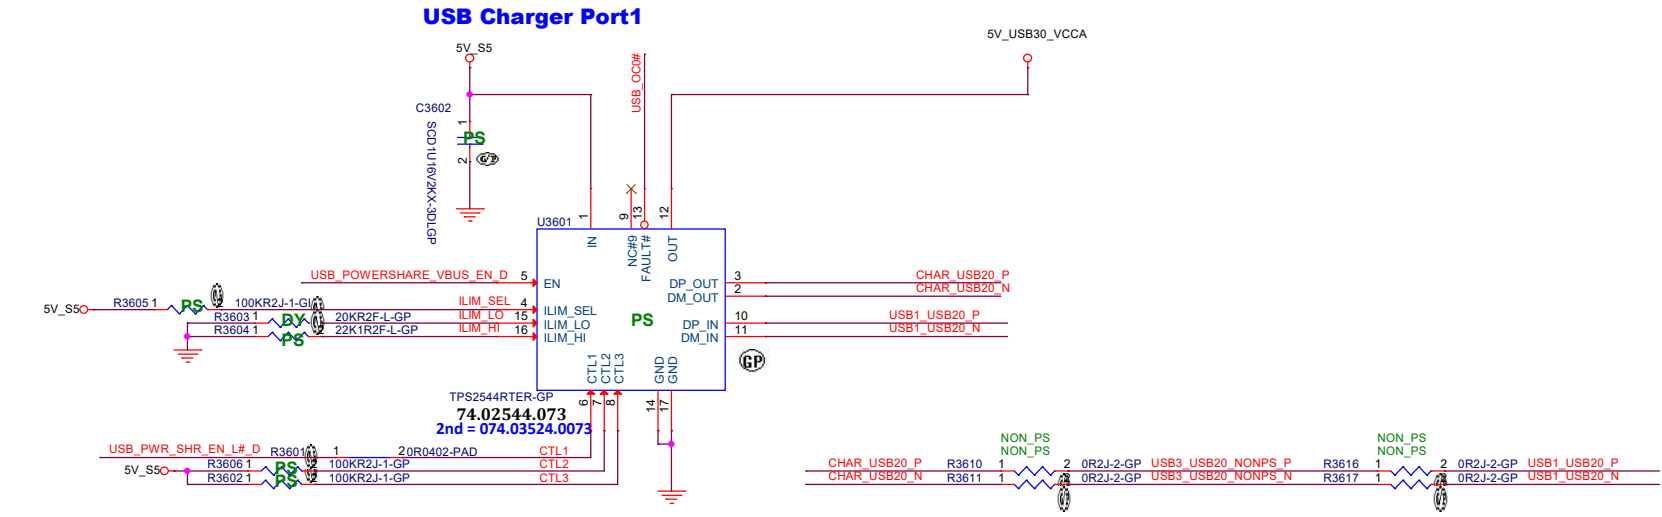 USB Charger Port1
5V_S5
5V_USB30_VCCA
USB_OC0#
C3602
1
PS
2
SCD1U16V2KX-3DLGP
U3601
1
9
13
12
IN
NC#9
FAULT#
OUT
USB_POWERSHARE_VBUS_EN_D 5 EN
DP_OUT 3 CHAR_USB20_P
DM_OUT 2 CHAR_USB20_N
5V_S5 R3605 1 PS 2 ILIM_SEL 4 ILIM_SEL
R3603 1 DY 20KR2F-L-GP ILIM_LO 15 ILIM_LO
R3604 1 PS 2 22K1R2F-L-GP ILIM_HI 16 ILIM_HI
PS
DP_IN 10 USB1_USB20_P
DM_IN 11 USB1_USB20_N
GP
CTL1
CTL2
CTL3
GND
GND
TPS2544RTER-GP
6
7
8
14
17
74.02544.073
2nd = 074.03524.0073
USB_PWR_SHR_EN_L#_D R3601 1 2 0R0402-PAD CTL1
5V_S5 R3606 1 PS 2 100KR2J-1-GP CTL2
R3602 1 PS 2 100KR2J-1-GP CTL3
NON_PS
NON_PS
NON_PS
NON_PS
CHAR_USB20_P R3610 1 2 0R2J-2-GP USB3_USB20_NONPS_P R3616 1 2 0R2J-2-GP USB1_USB20_P
CHAR_USB20_N R3611 1 0R2J-2-GP USB3_USB20_NONPS_N R3617 1 0R2J-2-GP USB1_USB20_N